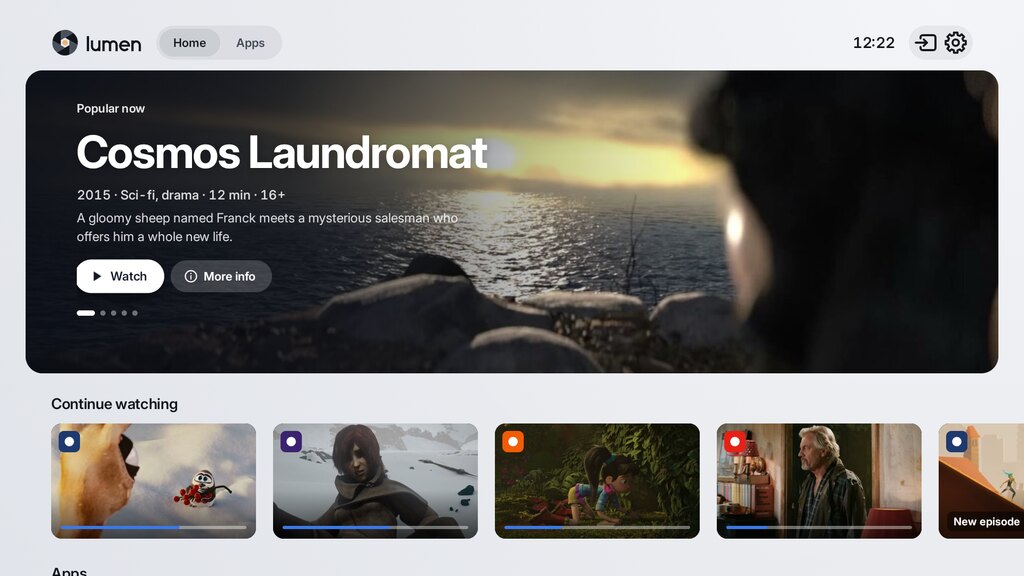 lumen
Home
Apps
12:22
Popular now
Cosmos Laundromat
2015 · Sci-fi, drama · 12 min · 16+
A gloomy sheep named Franck meets a mysterious salesman who
offers him a whole new life.
Watch
More info
Continue watching
New episode
Apps